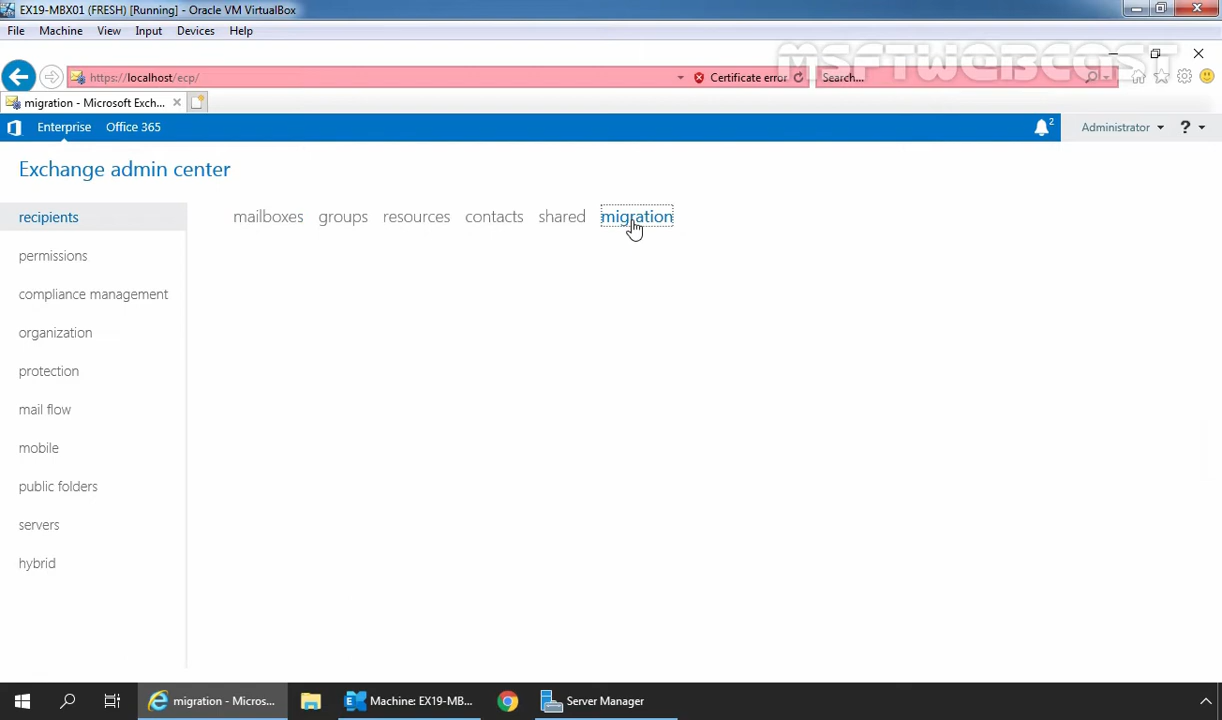 EX19-MBX01 (FRESH) [Running] - Oracle VM VirtualBox
File Machine View Input Devices Help
MSFTWEBCAST
https://localhost/ecp/ Certificate error Search...
migration - Microsoft Exch...
Enterprise Office 365 2 Administrator ?
Exchange admin center
recipients
mailboxes groups resources contacts shared migration
permissions
compliance management
organization
protection
mail flow
mobile
public folders
servers
hybrid
migration - Micros... Machine: EX19-MB... Server Manager